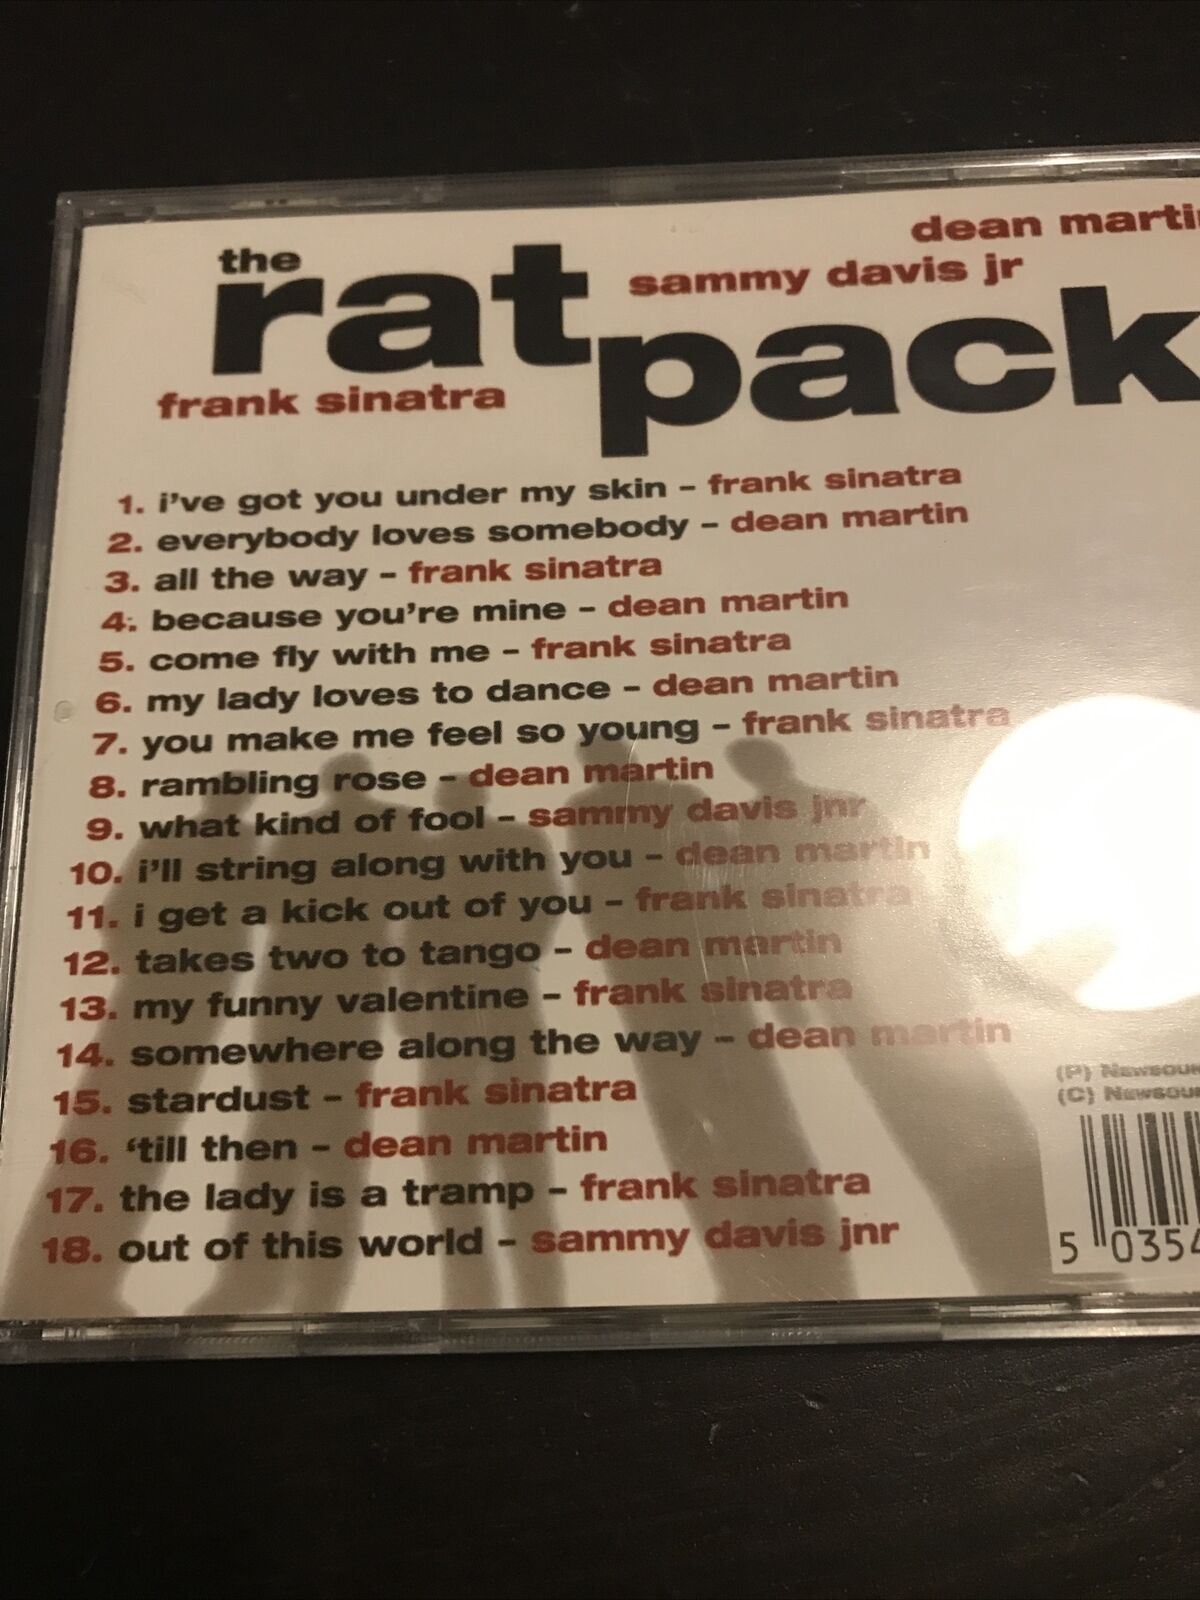 the
rat pack
dean marti
sammy davis jr
frank sinatra
1. i've got you under my skin – frank sinatra
2. everybody loves somebody – dean martin
3. all the way – frank sinatra
4. because you're mine – dean martin
5. come fly with me – frank sinatra
6. my lady loves to dance – dean martin
7. you make me feel so young – frank sinatra
8. rambling rose – dean martin
9. what kind of fool – sammy davis jnr
10. i'll string along with you – dean martin
11. i get a kick out of you – frank sinatra
12. takes two to tango – dean martin
13. my funny valentine – frank sinatra
14. somewhere along the way – dean martin
15. stardust – frank sinatra
16. ‘till then – dean martin
17. the lady is a tramp – frank sinatra
18. out of this world – sammy davis jnr
(P) Newsou
(C) Newsou
5 0354